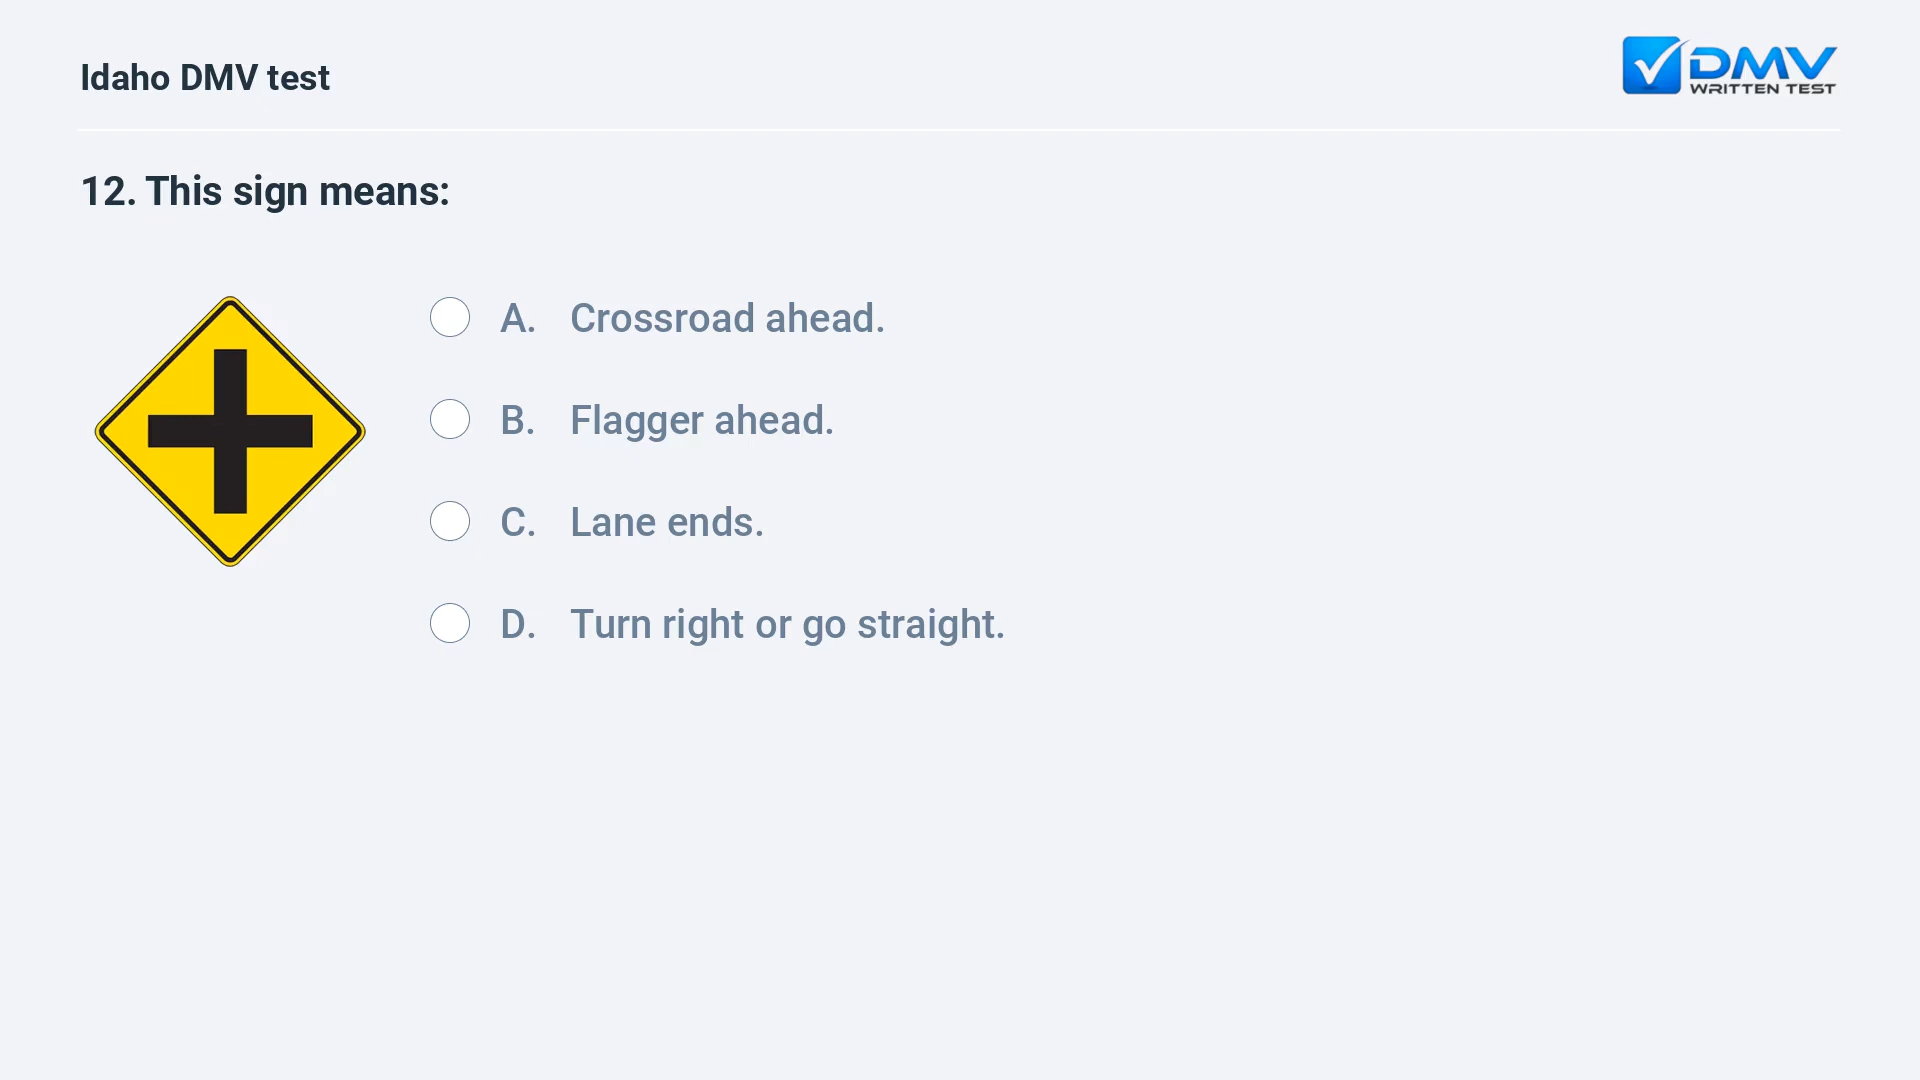 Idaho DMV test
DMV
WRITTEN TEST
12. This sign means:
A. Crossroad ahead.
B. Flagger ahead.
C. Lane ends.
D. Turn right or go straight.